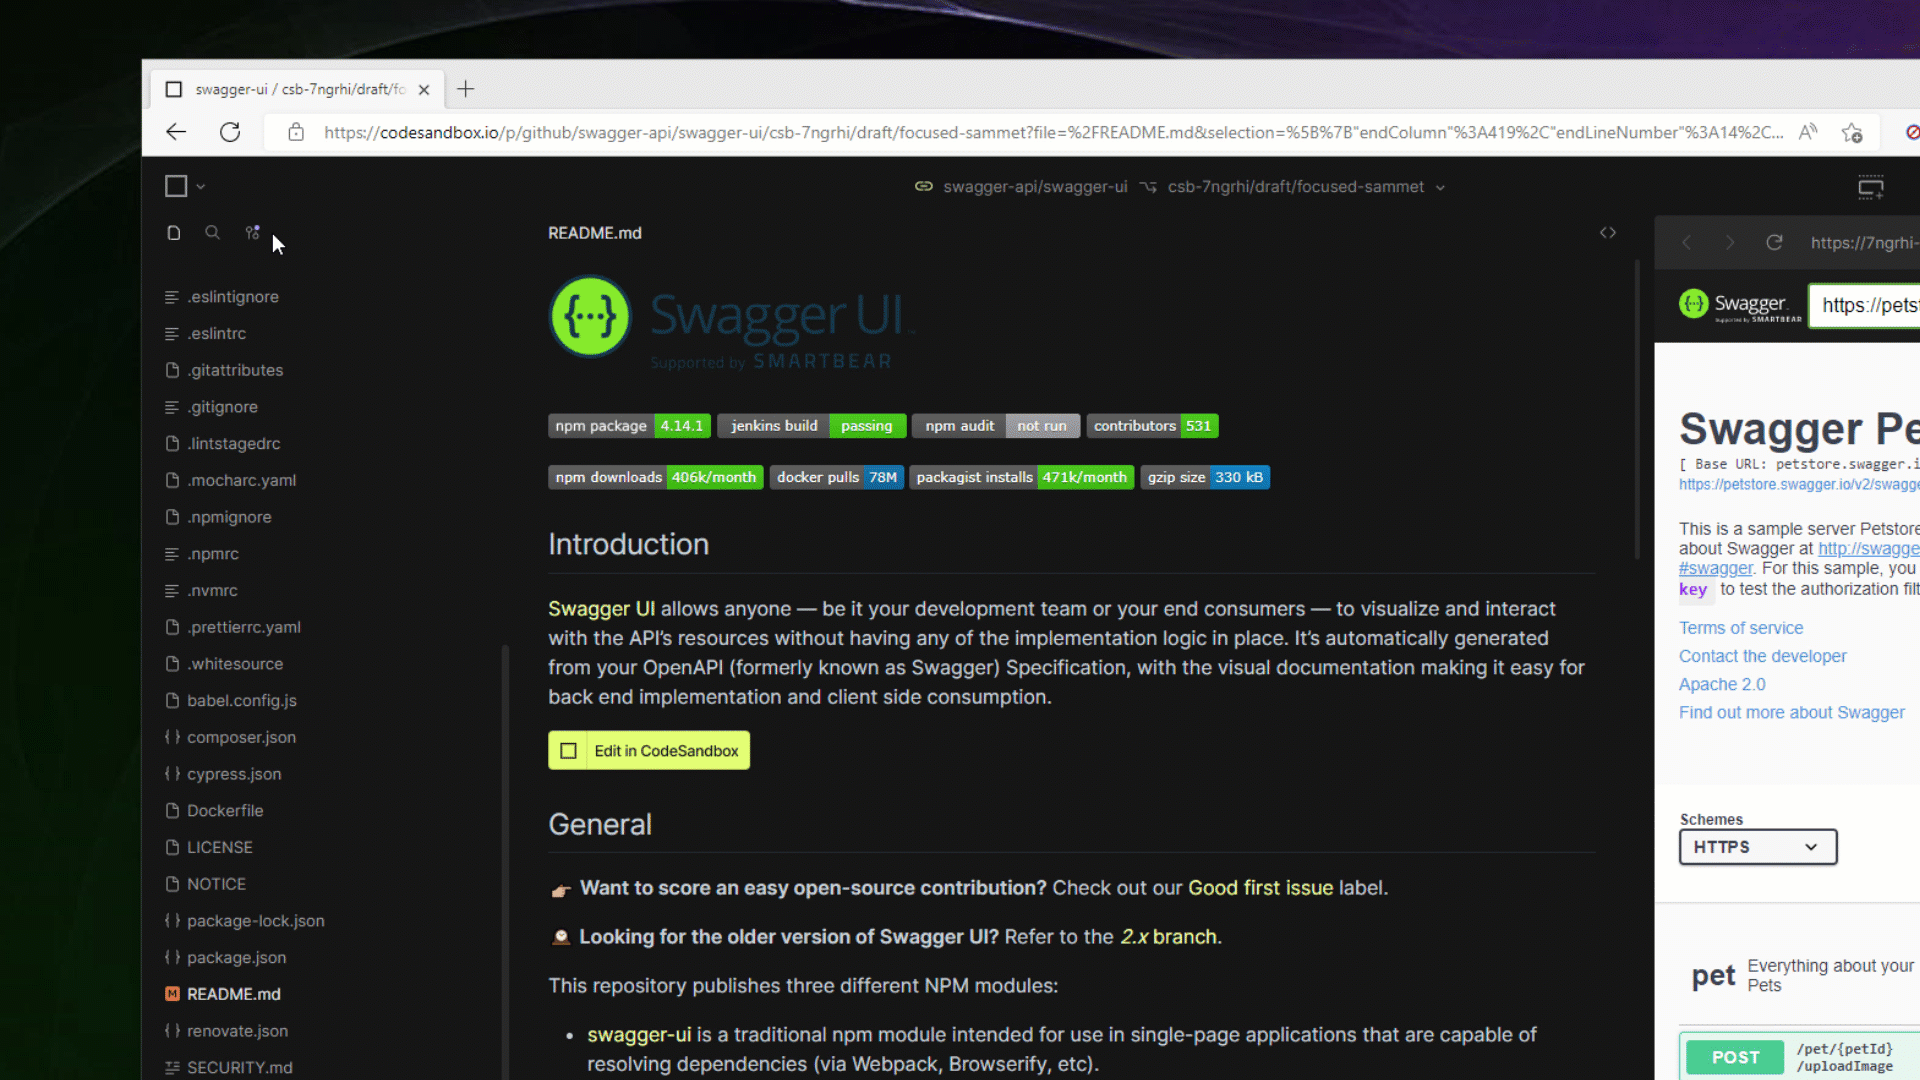 swagger-ui / csb-7ngrhi/draft/fo
https://codesandbox.io/p/github/swagger-api/swagger-ui/csb-7ngrhi/draft/focused-sammet?file=%2FREADME.md&selection=%5B%7B"endColumn"%3A419%2C"endLineNumber"%3A14%2C...
swagger-api/swagger-ui csb-7ngrhi/draft/focused-sammet
.eslintignore
.eslintrc
.gitattributes
.gitignore
.lintstagedrc
.mocharc.yaml
.npmignore
.npmrc
.nvmrc
.prettierrc.yaml
.whitesource
babel.config.js
composer.json
cypress.json
Dockerfile
LICENSE
NOTICE
package-lock.json
package.json
README.md
renovate.json
SECURITY.md
README.md
{···} Swagger UI
Supported by SMARTBEAR
npm package 4.14.1 jenkins build passing npm audit not run contributors 531
npm downloads 406k/month docker pulls 78M packagist installs 471k/month gzip size 330 kB
Introduction
Swagger UI allows anyone — be it your development team or your end consumers — to visualize and interact
with the API’s resources without having any of the implementation logic in place. It’s automatically generated
from your OpenAPI (formerly known as Swagger) Specification, with the visual documentation making it easy for
back end implementation and client side consumption.
Edit in CodeSandbox
General
👉🏼 Want to score an easy open-source contribution? Check out our Good first issue label.
🕰️ Looking for the older version of Swagger UI? Refer to the 2.x branch.
This repository publishes three different NPM modules:
• swagger-ui is a traditional npm module intended for use in single-page applications that are capable of
resolving dependencies (via Webpack, Browserify, etc).
https://7ngrhi-
{···} Swagger
Supported by SMARTBEAR
https://pets
Swagger Pe
[ Base URL: petstore.swagger.i
https://petstore.swagger.io/v2/swagge
This is a sample server Petstore
about Swagger at http://swagge
#swagger. For this sample, you
key to test the authorization filt
Terms of service
Contact the developer
Apache 2.0
Find out more about Swagger
Schemes
HTTPS
pet Everything about your
Pets
POST /pet/{petId}
/uploadImage